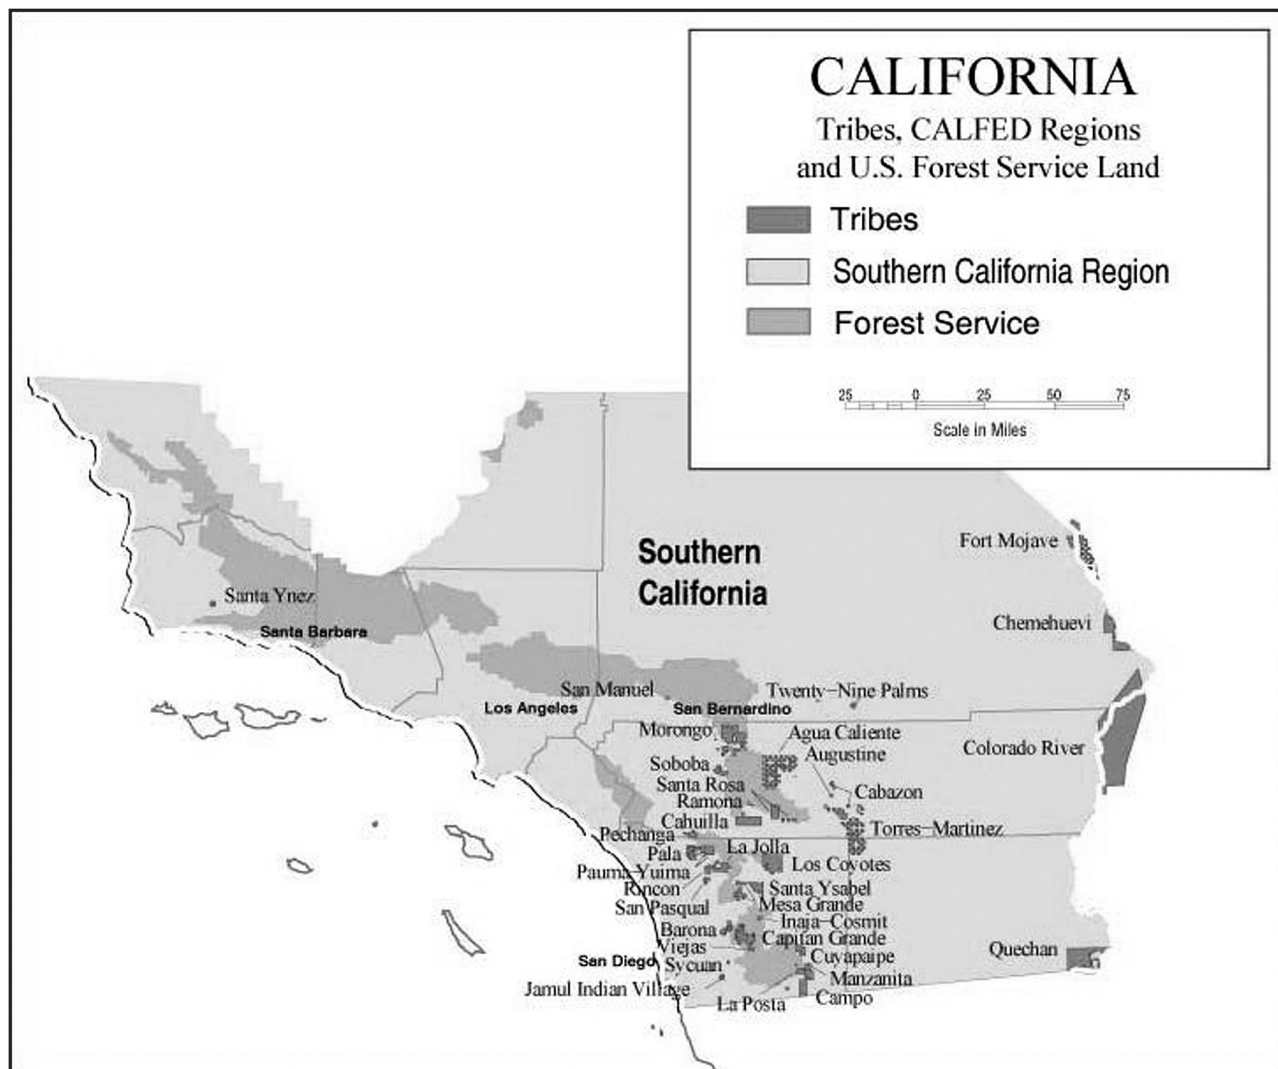 CALIFORNIA
Tribes, CALFED Regions
and U.S. Forest Service Land
Tribes
Southern California Region
Forest Service
25 0 25 50 75
Scale in Miles
Southern
California
Fort Mojave
Santa Ynez
Chemehuevi
Santa Barbara
San Manuel
Twenty-Nine Palms
Los Angeles
San Bernardino
Morongo
Agua Caliente
Colorado River
Augustine
Soboba
Santa Rosa
Cabazon
Ramona
Cahuilla
Torres-Martinez
Pechanga
La Jolla
Pala
Los Coyotes
Pauma-Yuima
Rincon
Santa Ysabel
Mesa Grande
San Pasqual
Inaja-Cosmit
Barona
Capitan Grande
Viejas
Quechan
Cuyapaipe
San Diego
Sycuan
Manzanita
Jamul Indian Village
Campo
La Posta